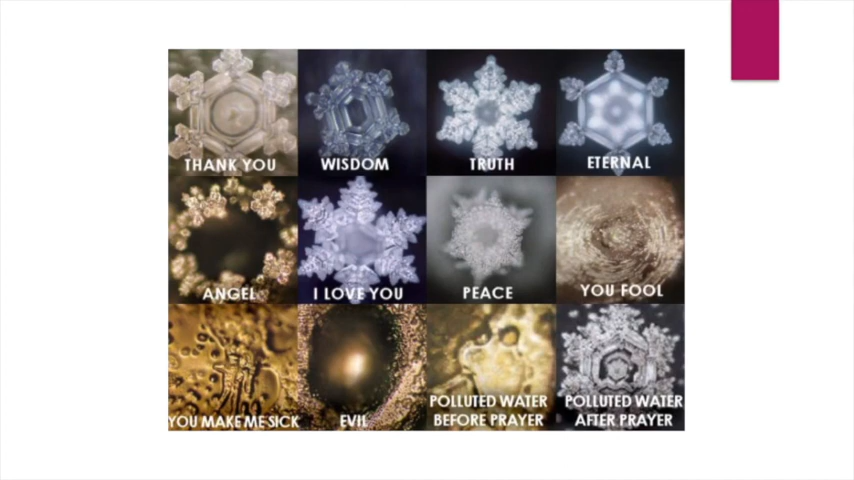 THANK YOU
WISDOM
TRUTH
ETERNAL
ANGEL
I LOVE YOU
PEACE
YOU FOOL
YOU MAKE ME SICK
EVIL
POLLUTED WATER
BEFORE PRAYER
POLLUTED WATER
AFTER PRAYER